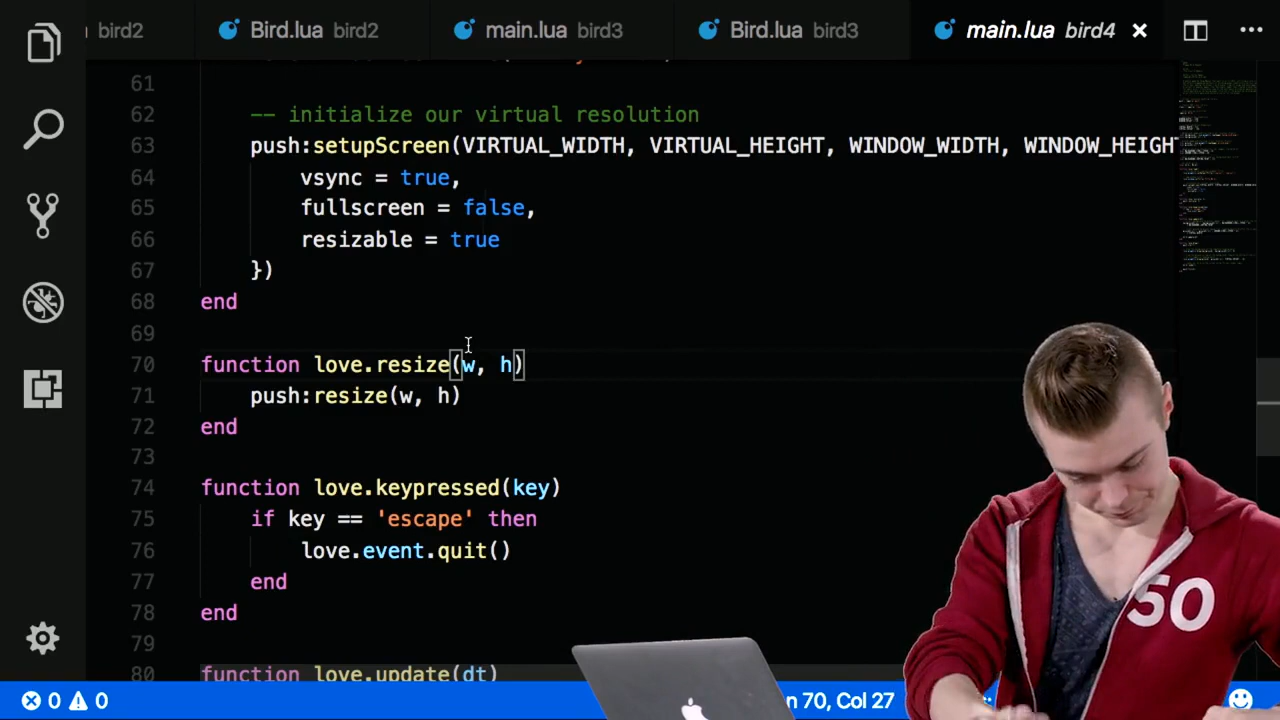 bird2
Bird.lua bird2
main.lua bird3
Bird.lua bird3
main.lua bird4
61
62 -- initialize our virtual resolution
63 push:setupScreen(VIRTUAL_WIDTH, VIRTUAL_HEIGHT, WINDOW_WIDTH, WINDOW_HEIGH
64 vsync = true,
65 fullscreen = false,
66 resizable = true
67 })
68 end
69
70 function love.resize(w, h)
71 push:resize(w, h)
72 end
73
74 function love.keypressed(key)
75 if key == 'escape' then
76 love.event.quit()
77 end
78 end
79
80 function love.update(dt)
0 0
n 70, Col 27
50